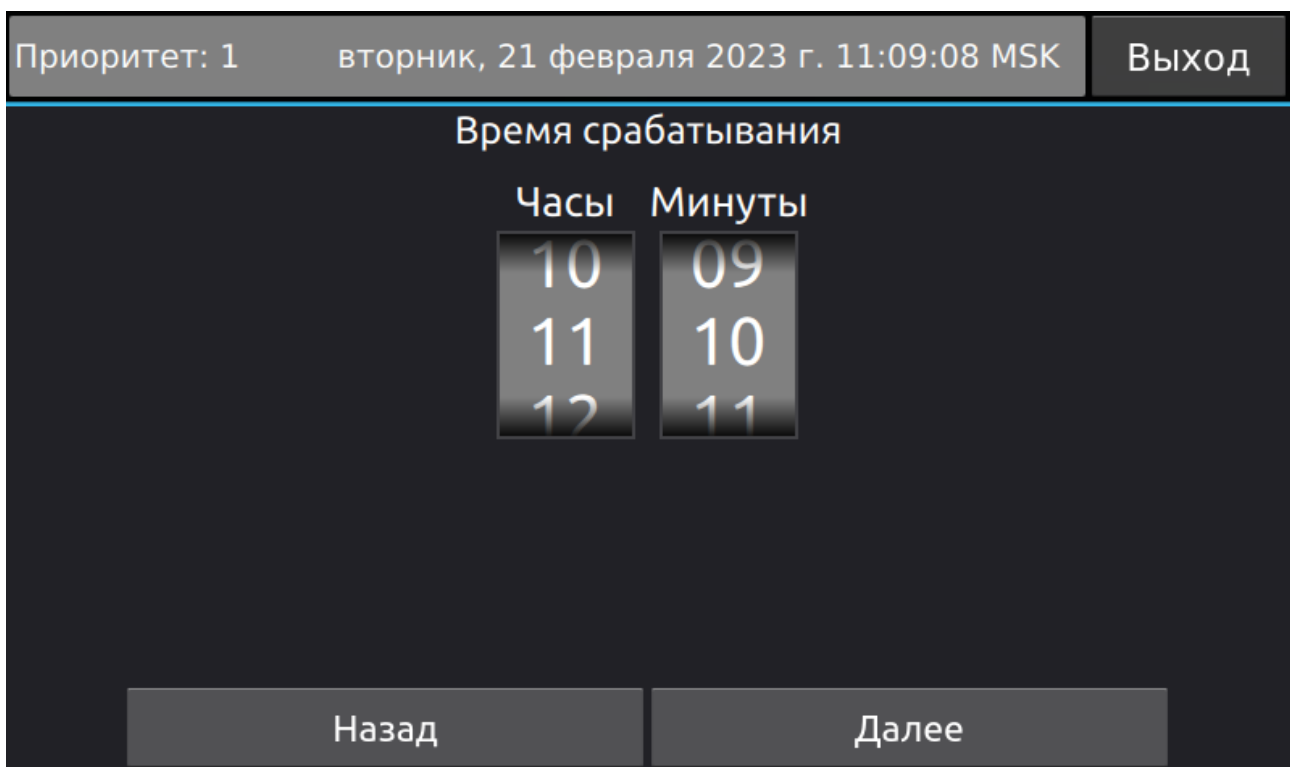 Приоритет: 1 вторник, 21 февраля 2023 г. 11:09:08 MSK Выход
Время срабатывания
Часы Минуты
10 09
11 10
12 11
Назад Далее